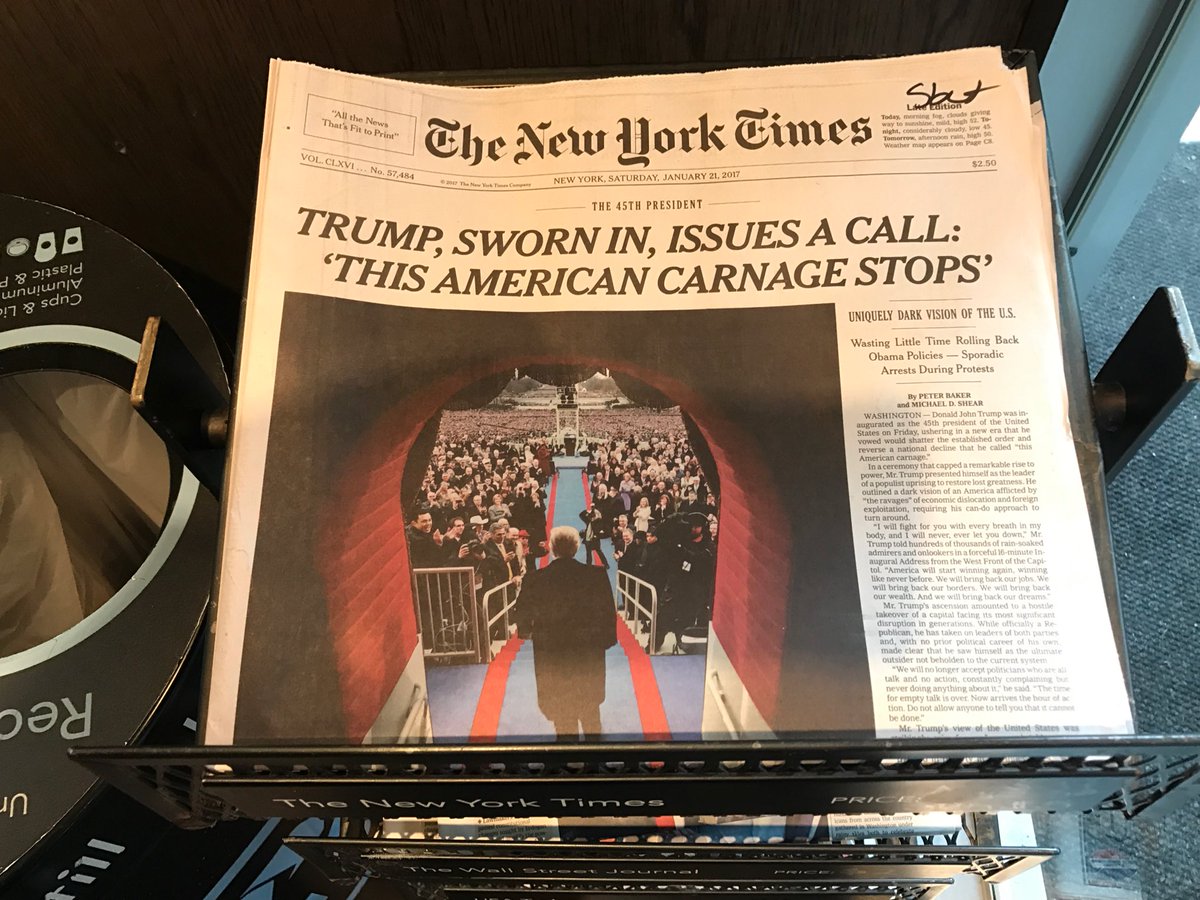 Sbut
"All the News
That's Fit to Print"
The New York Times
Late Edition
Today, morning fog, clouds giving
way to sunshine, mild, high 52. To-
night, considerably cloudy, low 45.
Tomorrow, afternoon rain, high 50.
Weather map appears on Page C8.
VOL. CLXVI ... No. 57,484
© 2017 The New York Times Company
NEW YORK, SATURDAY, JANUARY 21, 2017
$2.50
THE 45TH PRESIDENT
TRUMP, SWORN IN, ISSUES A CALL:
'THIS AMERICAN CARNAGE STOPS'
UNIQUELY DARK VISION OF THE U.S.
Wasting Little Time Rolling Back
Obama Policies — Sporadic
Arrests During Protests
By PETER BAKER
and MICHAEL D. SHEAR
WASHINGTON — Donald John Trump was in-
augurated as the 45th president of the United
States on Friday, ushering in a new era that he
vowed would shatter the established order and
reverse a national decline that he called "this
American carnage."
In a ceremony that capped a remarkable rise to
power, Mr. Trump presented himself as the leader
of a populist uprising to restore lost greatness. He
outlined a dark vision of an America afflicted by
"the ravages" of economic dislocation and foreign
exploitation, requiring his can-do approach to
turn around.
"I will fight for you with every breath in my
body, and I will never, ever let you down," Mr.
Trump told hundreds of thousands of rain-soaked
admirers and onlookers in a forceful 16-minute In-
augural Address from the West Front of the Capi-
tol. "America will start winning again, winning
like never before. We will bring back our jobs. We
will bring back our borders. We will bring back
our wealth. And we will bring back our dreams."
Mr. Trump's ascension amounted to a hostile
takeover of a capital facing its most significant
disruption in generations. While officially a Re-
publican, he has taken on leaders of both parties
and, with no prior political career of his own,
made clear that he saw himself as the ultimate
outsider not beholden to the current system.
"We will no longer accept politicians who are all
talk and no action, constantly complaining but
never doing anything about it," he said. "The time
for empty talk is over. Now arrives the hour of ac-
tion. Do not allow anyone to tell you that it cannot
be done."
Mr. Trump's view of the United States was
The New York Times
PRICE:
The Wall Street Journal
PRICE:
Cups & Li
Aluminum
Plastic & P
Rec
Un
till